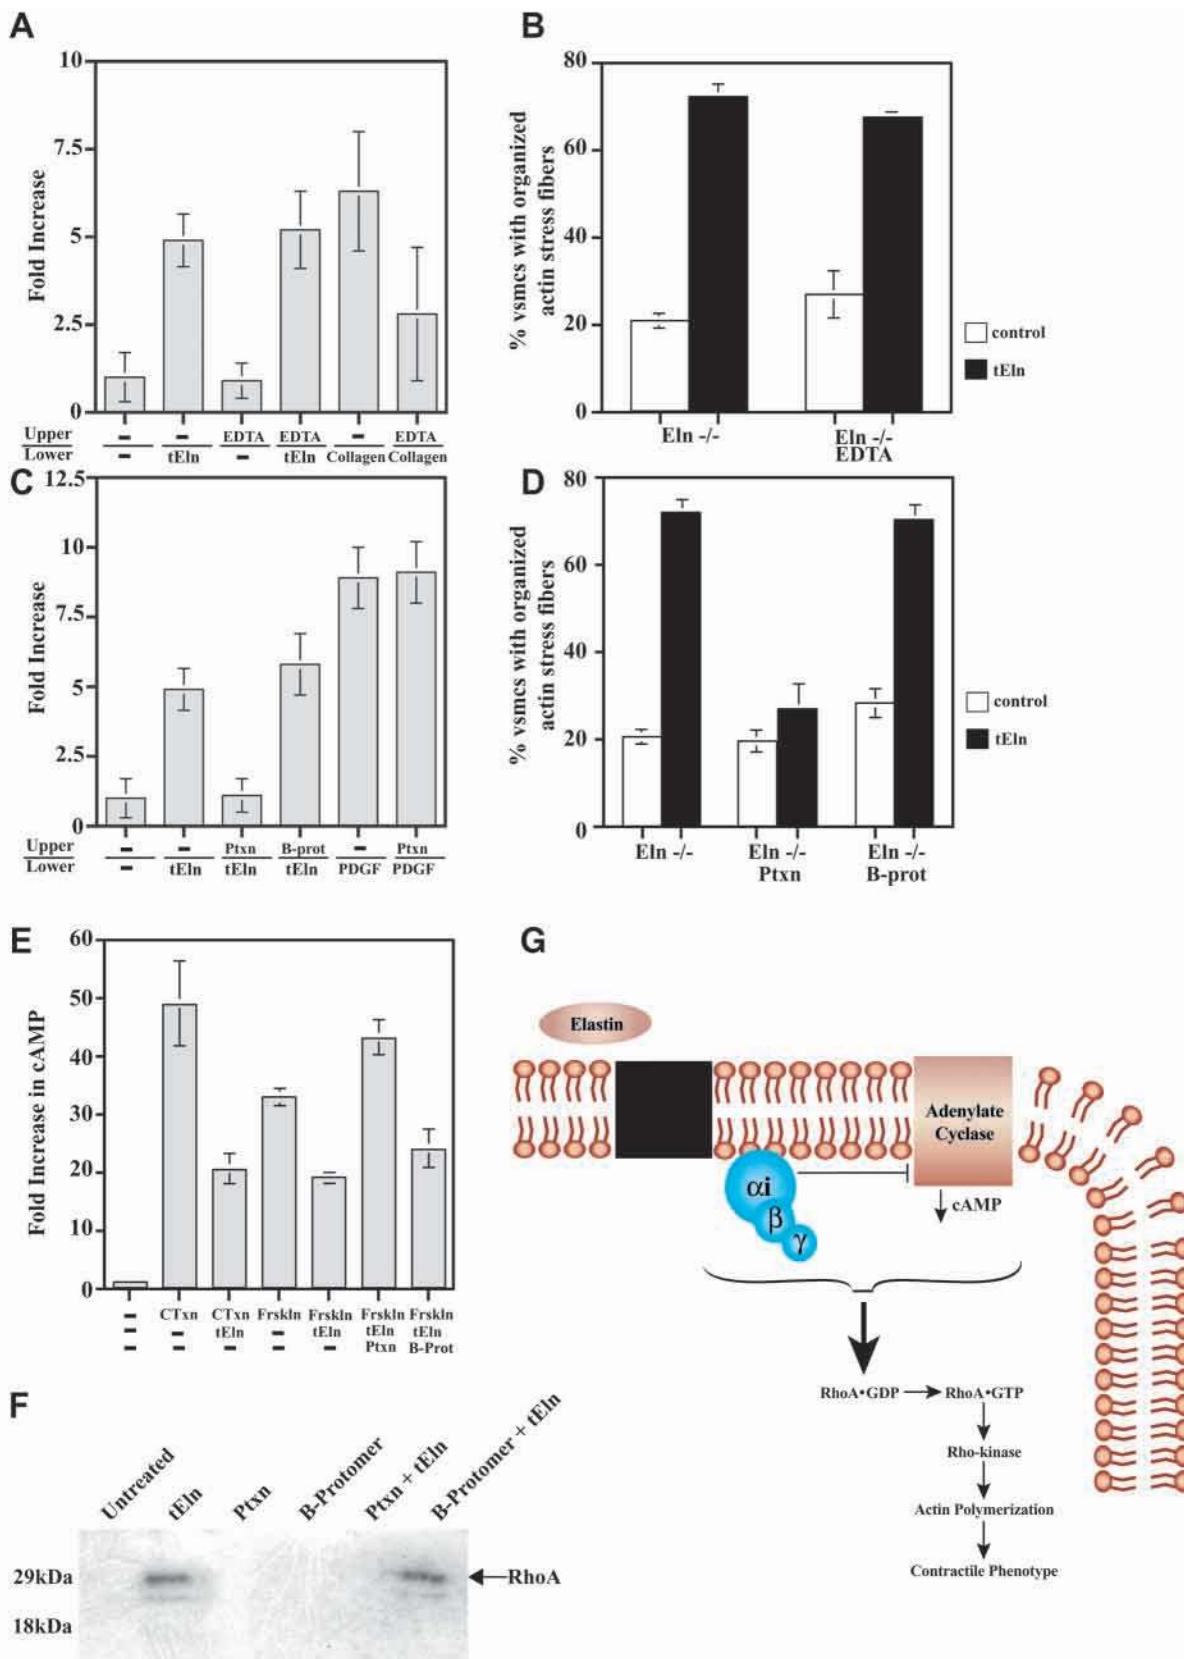 A
10
7.5
5
2.5
0
Fold Increase
Upper - - EDTA EDTA - EDTA
Lower - tEln - tEln Collagen Collagen
B
80
60
40
20
0
% vsmcs with organized
actin stress fibers
Eln -/- Eln -/-
EDTA
control
tEln
C
12.5
10
7.5
5
2.5
0
Fold Increase
Upper - - Ptxn B-prot - Ptxn
Lower - tEln tEln tEln PDGF PDGF
D
80
60
40
20
0
% vsmcs with organized
actin stress fibers
Eln -/- Eln -/- Eln -/-
Ptxn B-prot
control
tEln
E
60
50
40
30
20
10
0
Fold Increase in cAMP
- CTxn CTxn Frskln Frskln Frskln Frskln
- - tEln - tEln tEln tEln
- - - - - Ptxn B-Prot
F
Untreated
tEln
Ptxn
B-Protomer
Ptxn + tEln
B-Protomer + tEln
29kDa
RhoA
18kDa
G
Elastin
Adenylate
Cyclase
αi
β
γ
cAMP
RhoA•GDP RhoA•GTP
Rho-kinase
Actin Polymerization
Contractile Phenotype